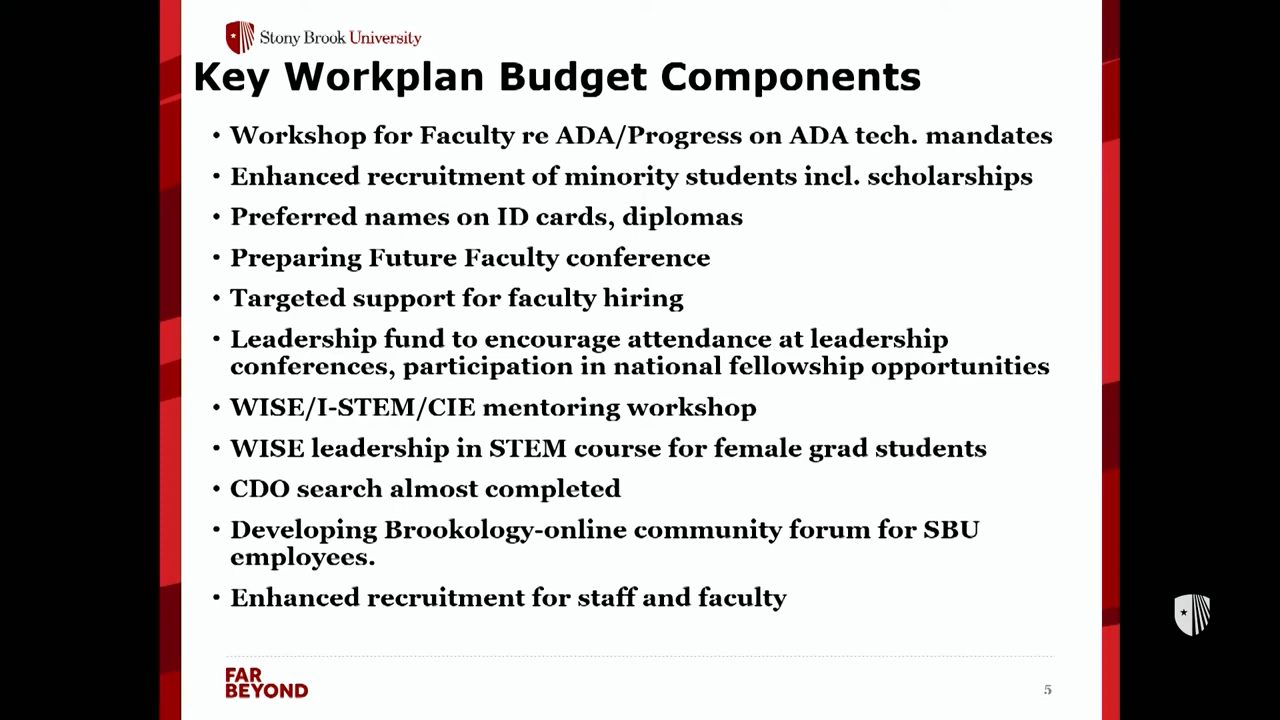 Stony Brook University
Key Workplan Budget Components
• Workshop for Faculty re ADA/Progress on ADA tech. mandates
• Enhanced recruitment of minority students incl. scholarships
• Preferred names on ID cards, diplomas
• Preparing Future Faculty conference
• Targeted support for faculty hiring
• Leadership fund to encourage attendance at leadership
conferences, participation in national fellowship opportunities
• WISE/I-STEM/CIE mentoring workshop
• WISE leadership in STEM course for female grad students
• CDO search almost completed
• Developing Brookology-online community forum for SBU
employees.
• Enhanced recruitment for staff and faculty
FAR
BEYOND
5